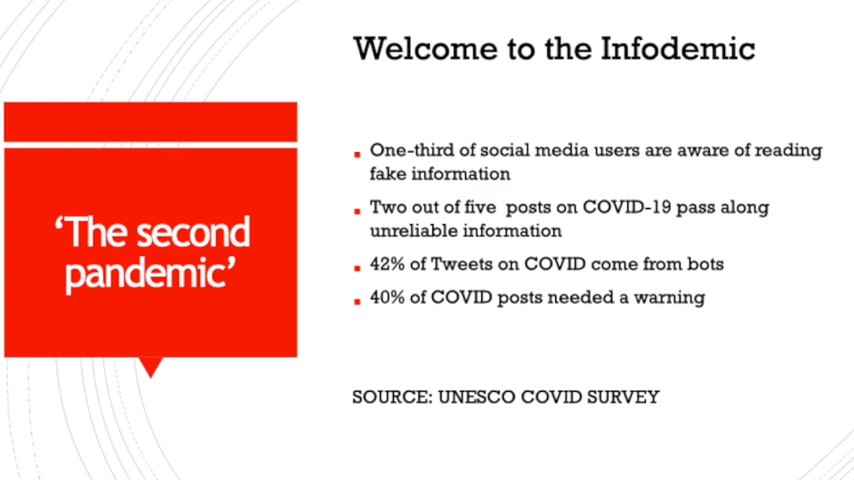 Welcome to the Infodemic
‘The second
pandemic’
One-third of social media users are aware of reading
fake information
Two out of five  posts on COVID-19 pass along
unreliable information
42% of Tweets on COVID come from bots
40% of COVID posts needed a warning
SOURCE: UNESCO COVID SURVEY